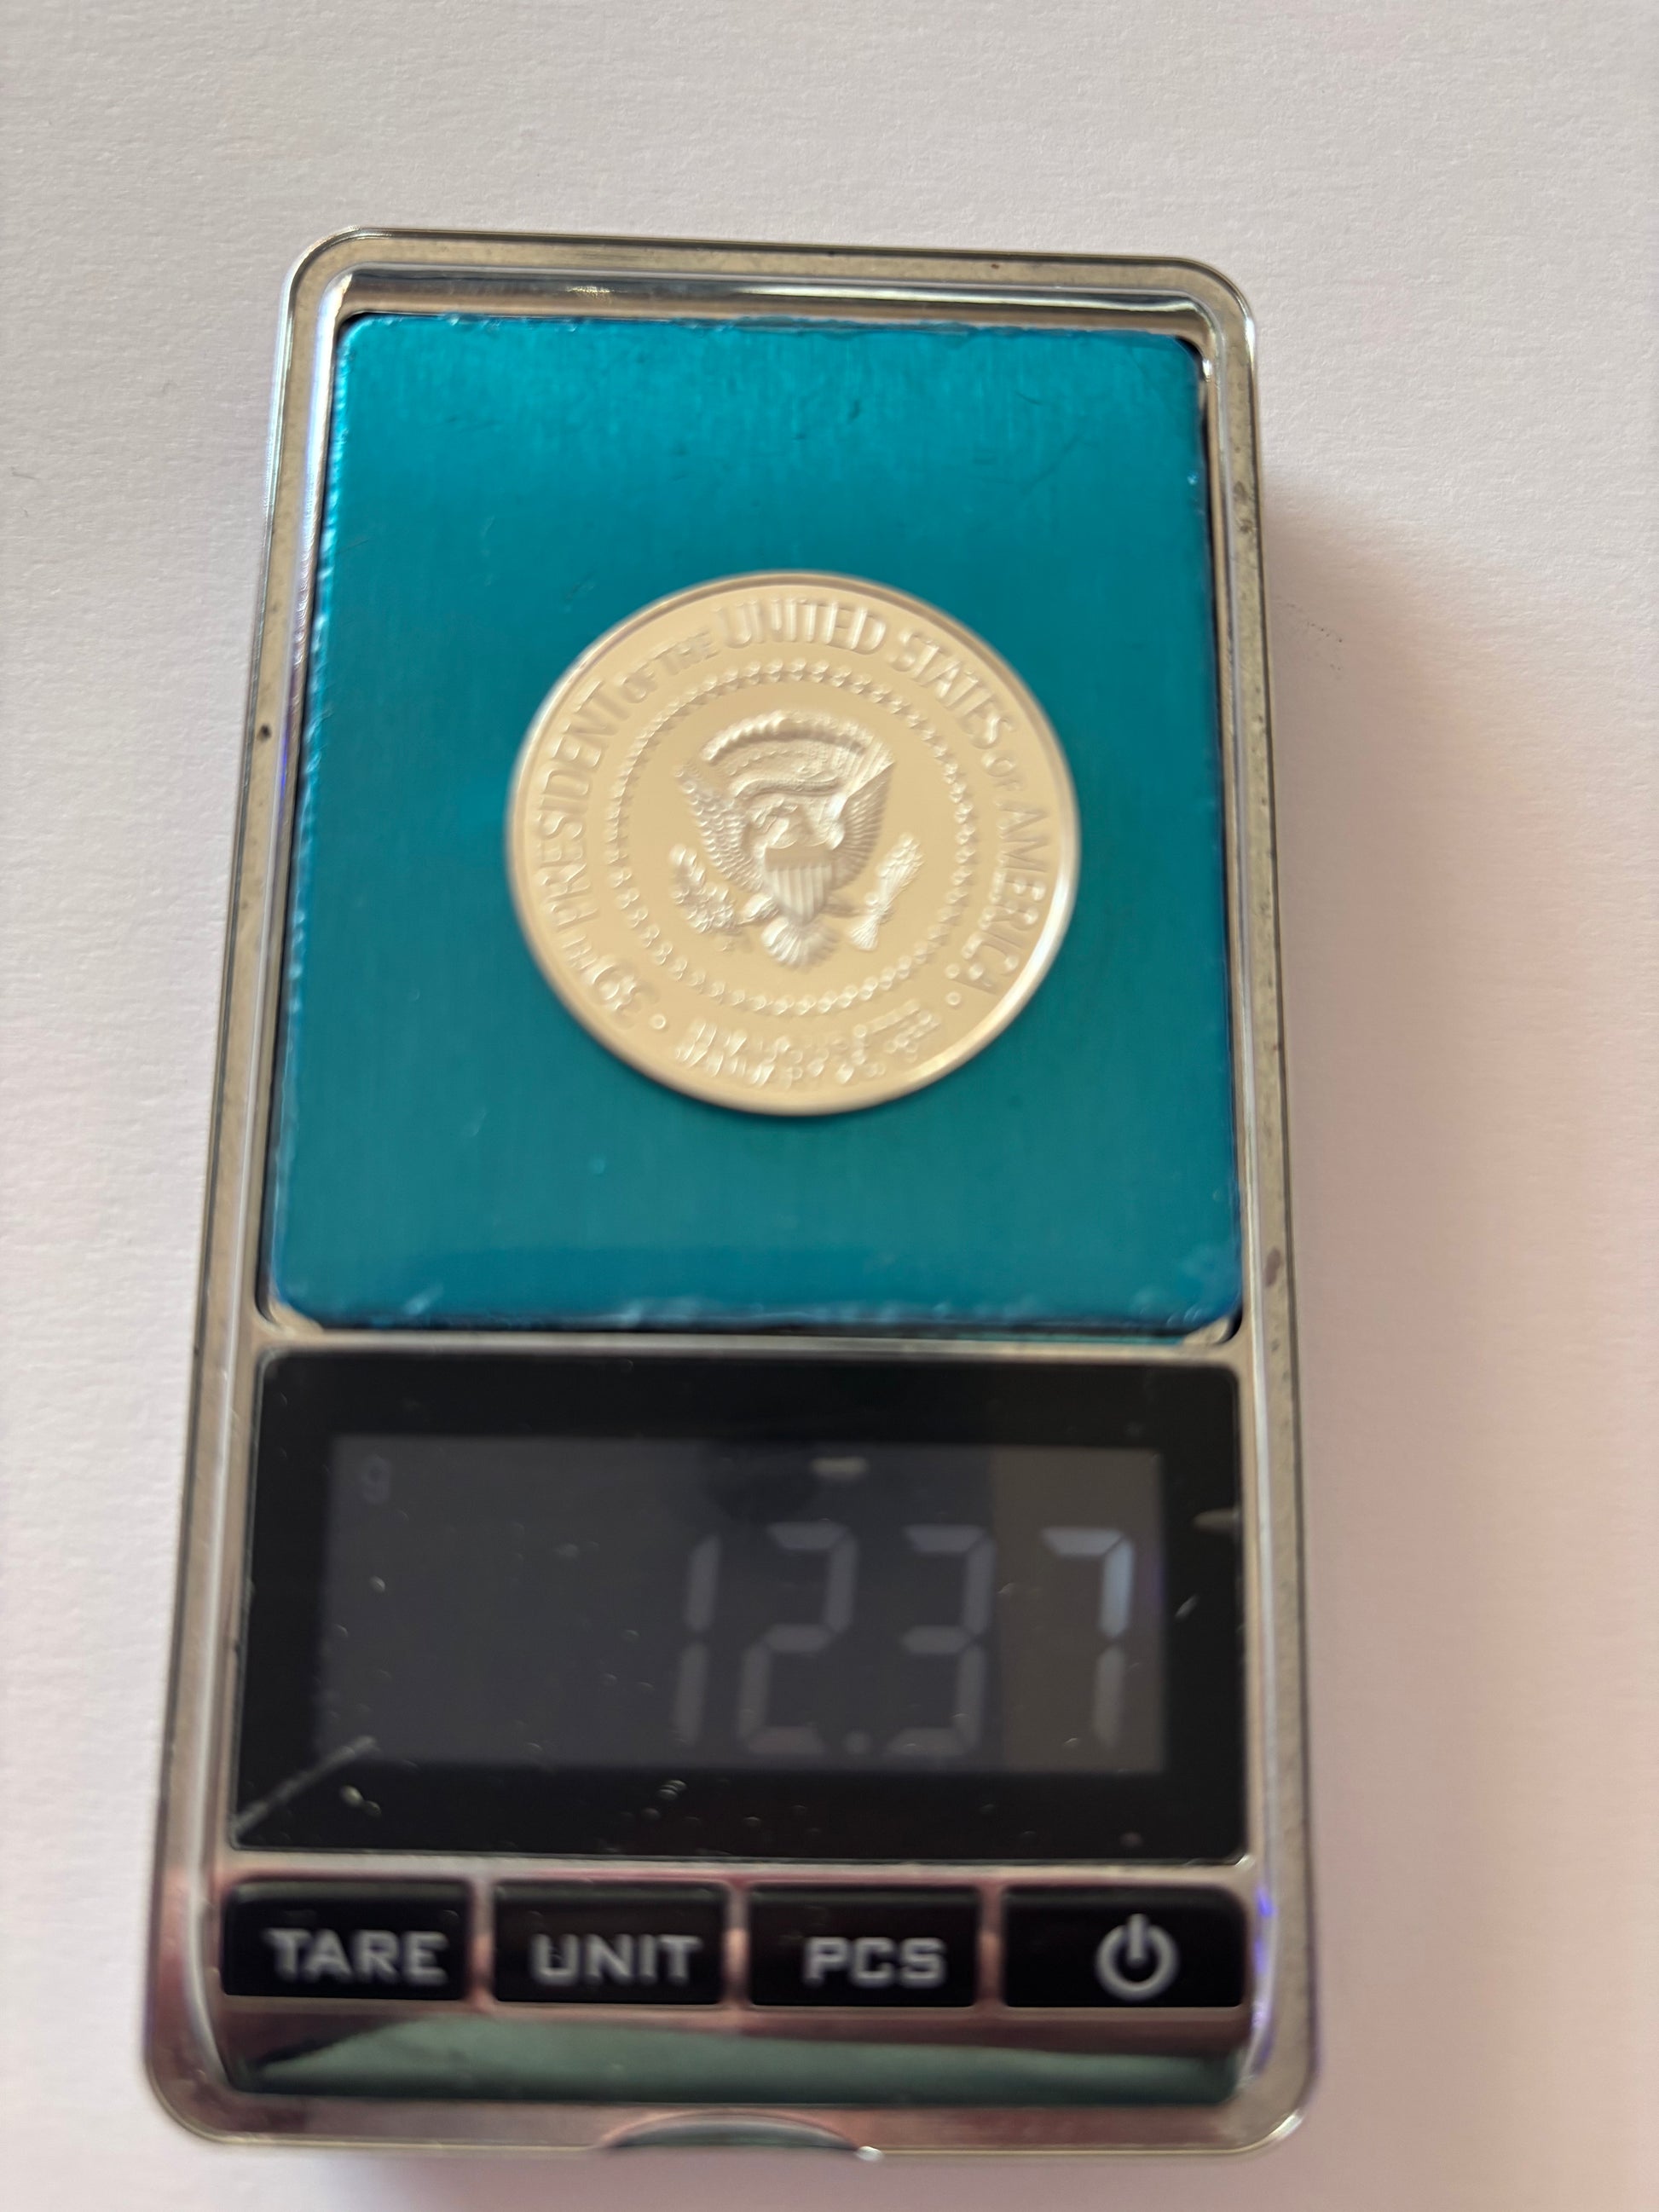 39TH PRESIDENT OF THE UNITED STATES OF AMERICA
g
12.37
TARE UNIT PCS